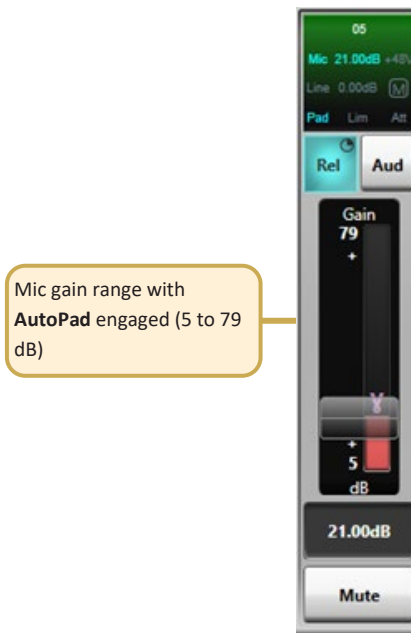 05
Mic 21.00dB +48V
Line 0.00dB M
Pad Lim Att
Rel Aud
Gain
79
+
Mic gain range with
AutoPad engaged (5 to 79
dB)
+
5
dB
21.00dB
Mute